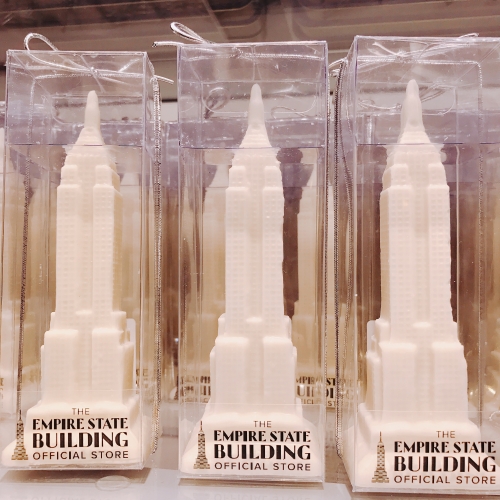 THE
EMPIRE STATE
BUILDING
OFFICIAL STORE
THE
EMPIRE STATE
BUILDING
OFFICIAL STORE
THE
EMPIRE STATE
BUILDING
OFFICIAL STORE